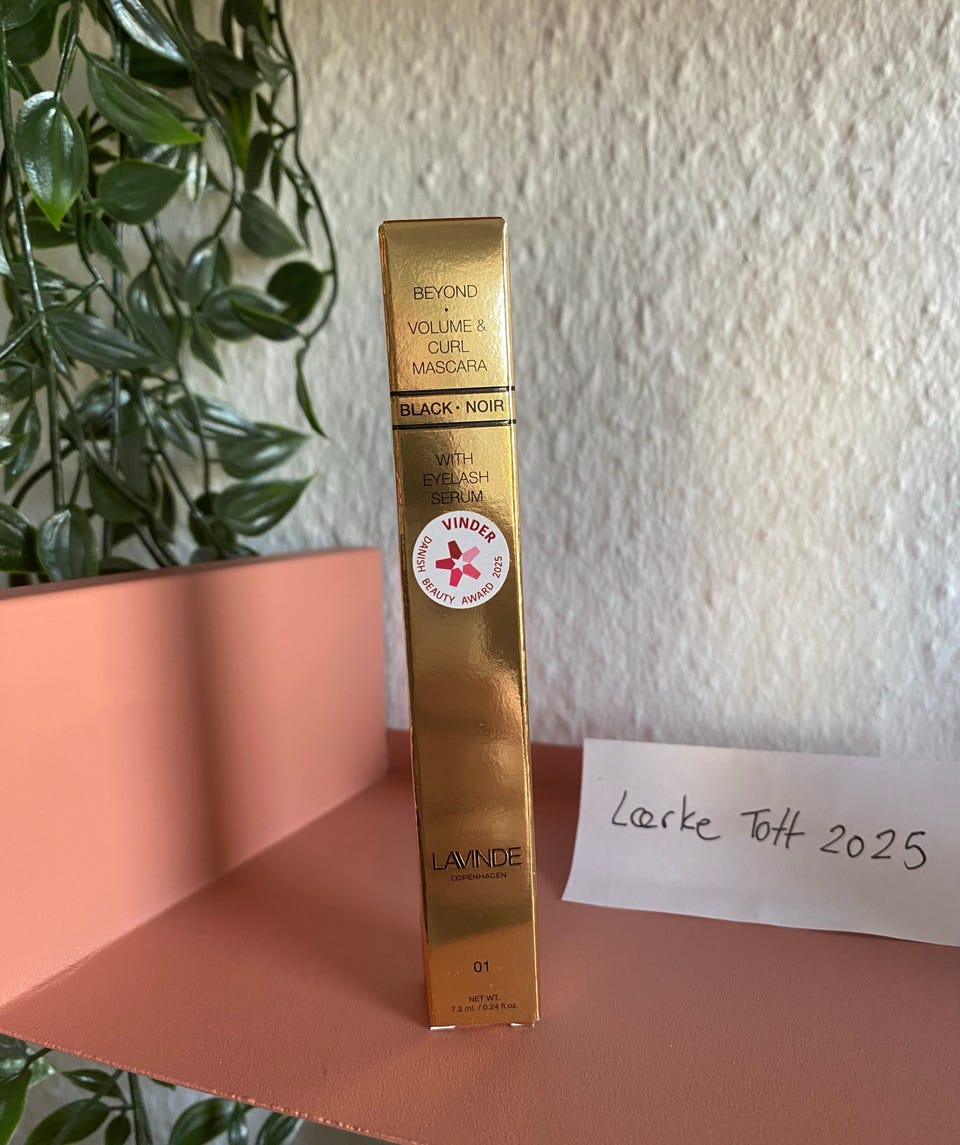 BEYOND
•
VOLUME &
CURL
MASCARA
BLACK • NOIR
WITH
EYELASH
SERUM
VINDER
DANISH BEAUTY AWARD 2025
LAVINDE
COPENHAGEN
01
NET WT.
7.2 ml. / 0.24 fl.oz.
Lærke Toft 2025